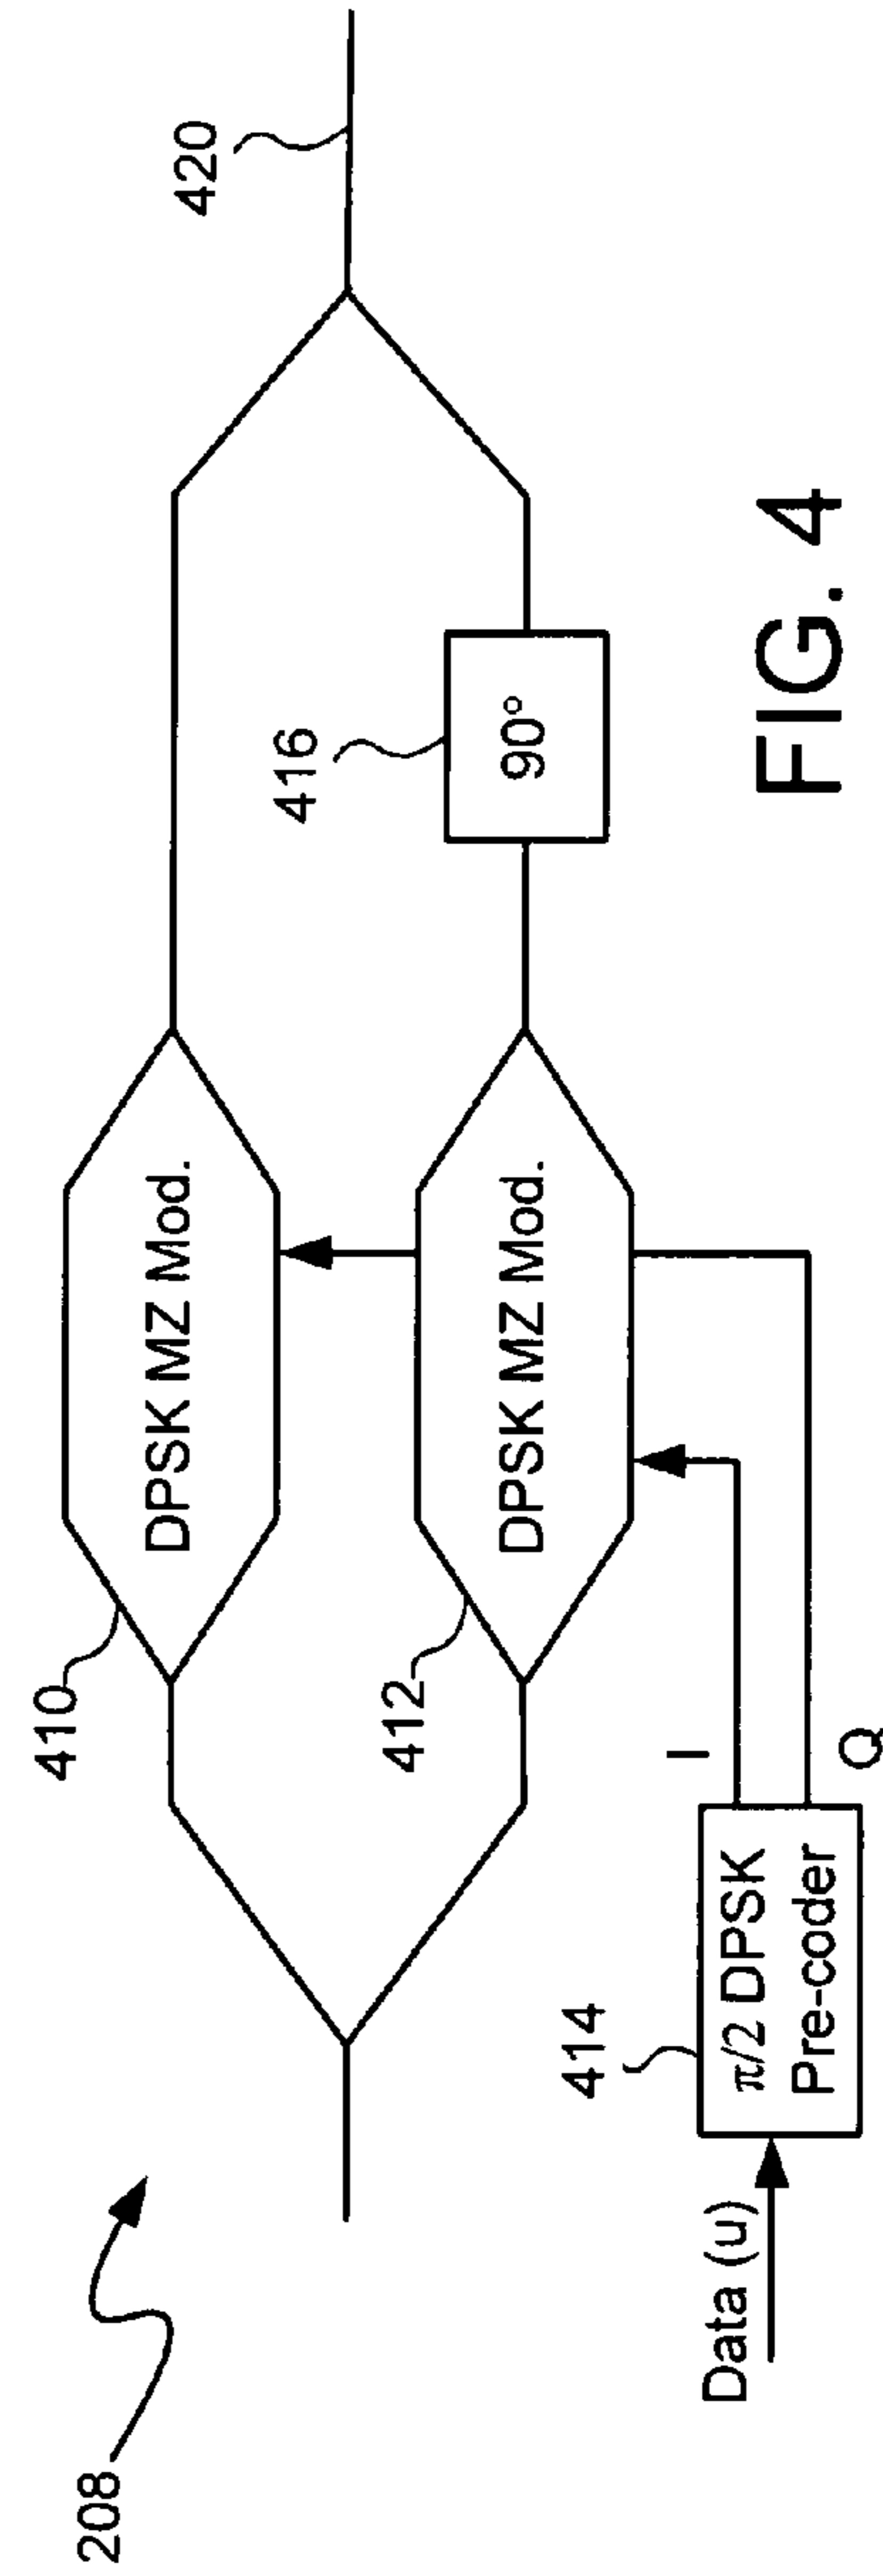 208
410
DPSK MZ Mod.
412
DPSK MZ Mod.
416
90°
420
414
Data (u)
π/2 DPSK
Pre-coder
I
Q
FIG. 4